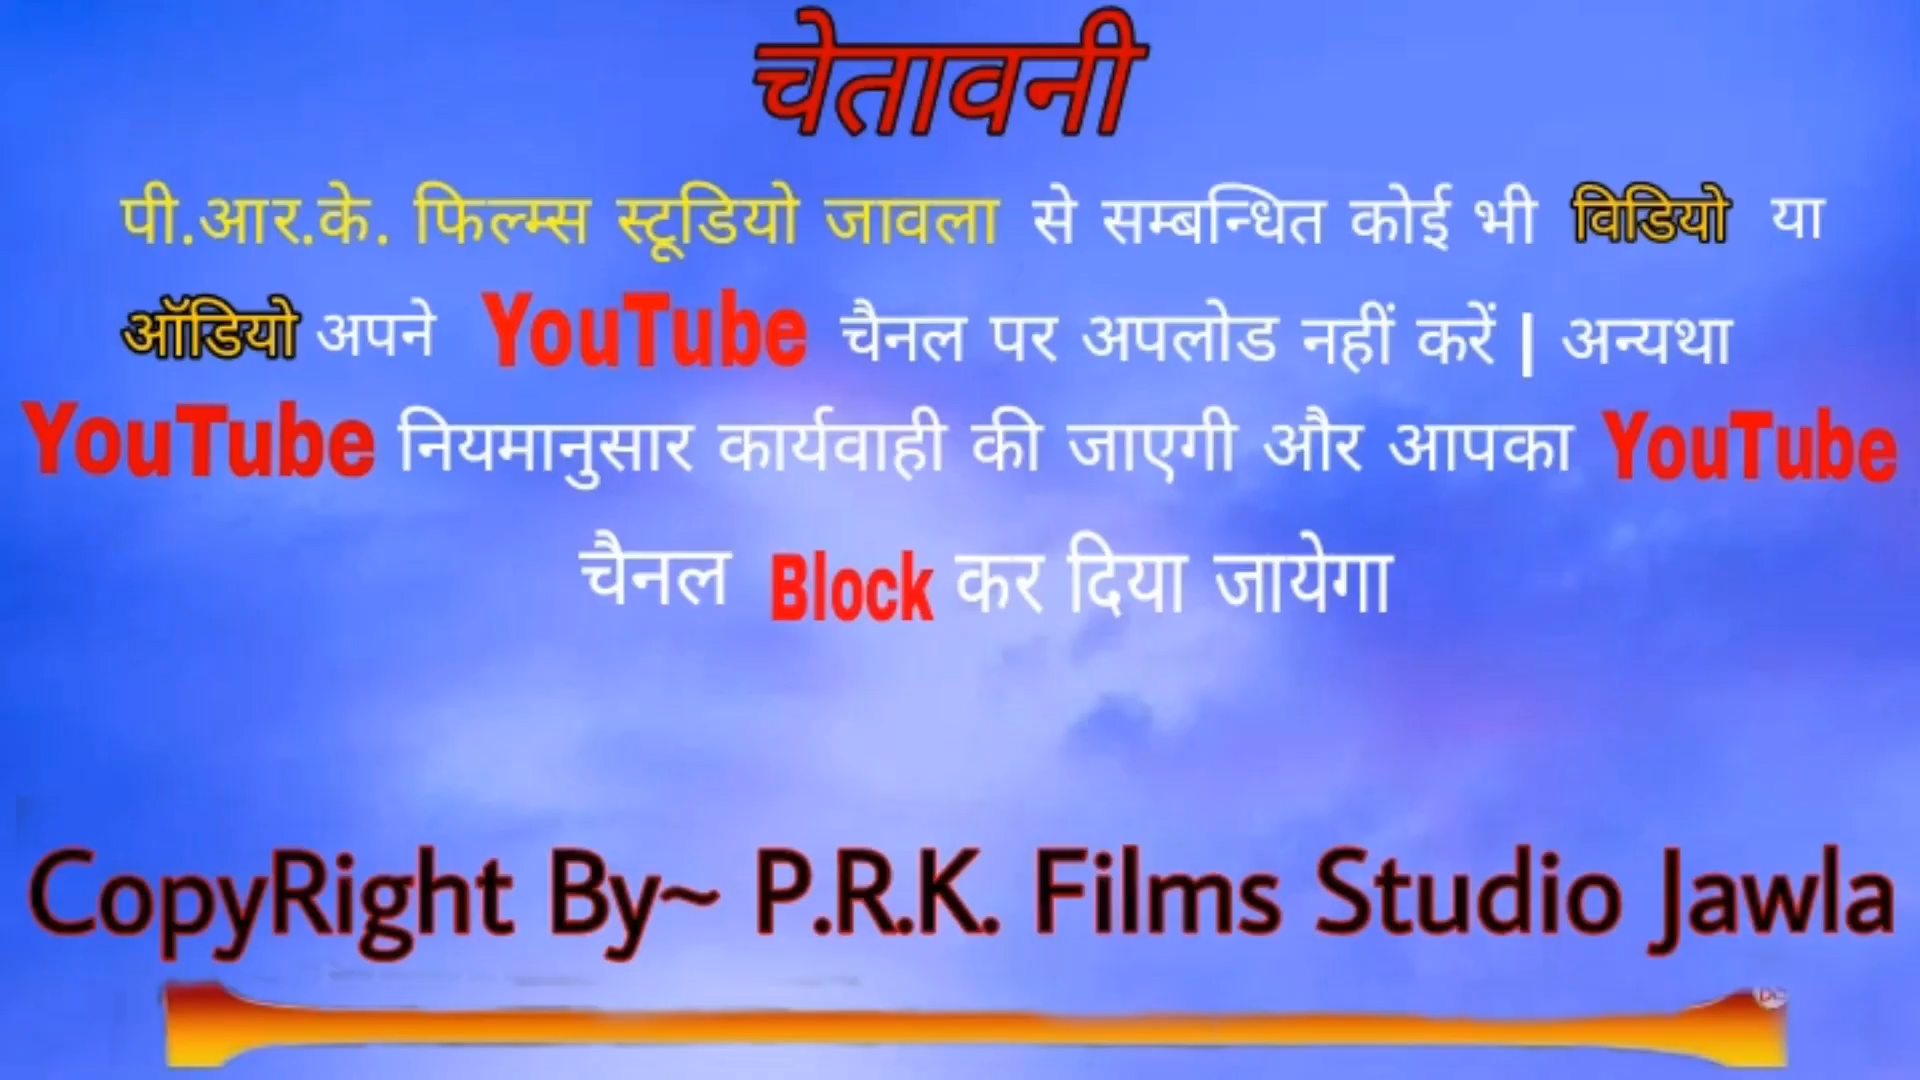 चेतावनी
पी.आर.के. फिल्म्स स्टूडियो जावला से सम्बन्धित कोई भी विडियो या
ऑडियो अपने YouTube चैनल पर अपलोड नहीं करें | अन्यथा
YouTube नियमानुसार कार्यवाही की जाएगी और आपका YouTube
चैनल Block कर दिया जायेगा
CopyRight By~ P.R.K. Films Studio Jawla